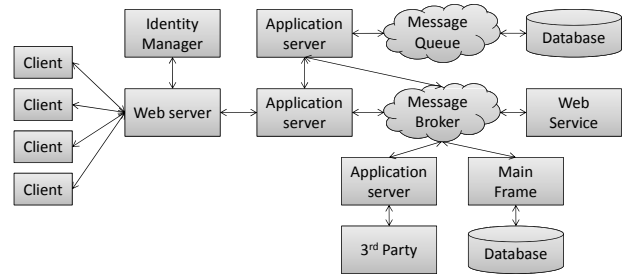 Identity
Manager
Application
server
Message
Queue
Database
Client
Client
Client
Client
Web server
Application
server
Message
Broker
Web
Service
Application
server
Main
Frame
3rd Party
Database